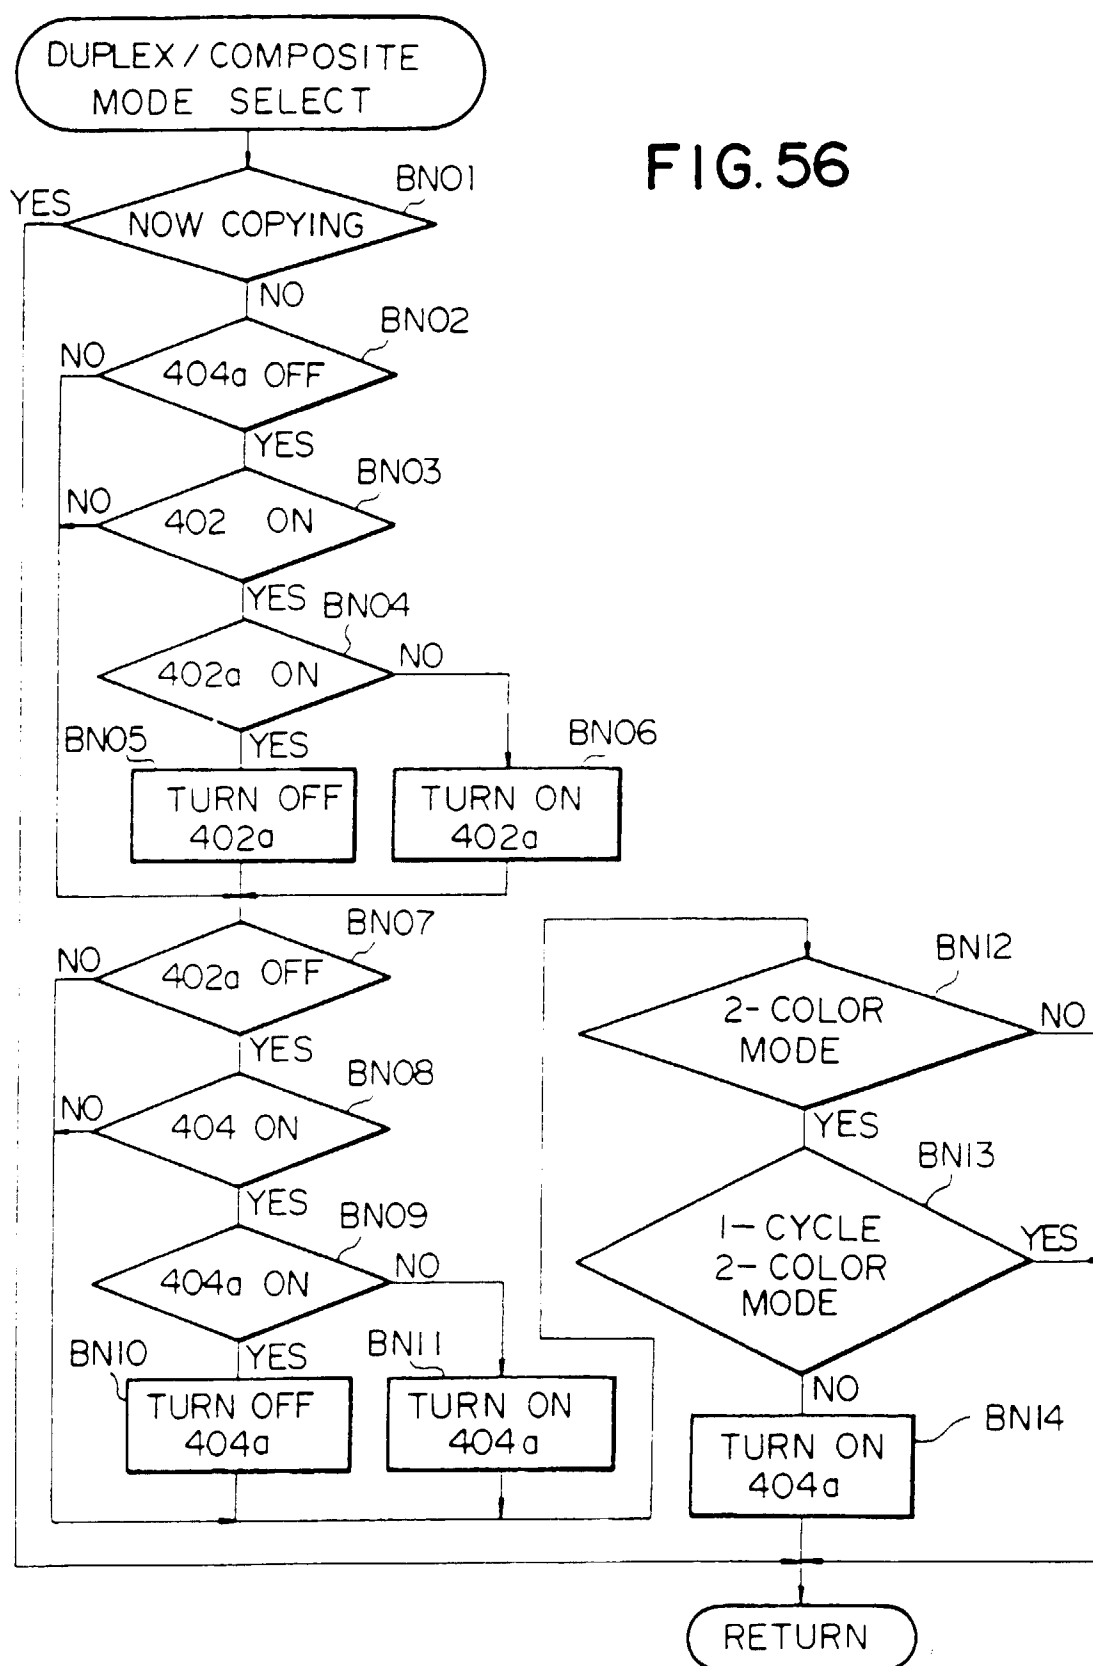 DUPLEX/COMPOSITE
MODE SELECT
FIG. 56
BN01
YES
NOW COPYING
NO
BN02
NO
404a OFF
YES
BN03
NO
402 ON
YES
BN04
402a ON
NO
YES
BN05
TURN OFF
402a
BN06
TURN ON
402a
BN07
NO
402a OFF
YES
BN08
NO
404 ON
YES
BN09
404a ON
NO
YES
BN10
TURN OFF
404a
BN11
TURN ON
404a
BN12
2-COLOR
MODE
NO
YES
BN13
1-CYCLE
2-COLOR
MODE
YES
NO
BN14
TURN ON
404a
RETURN